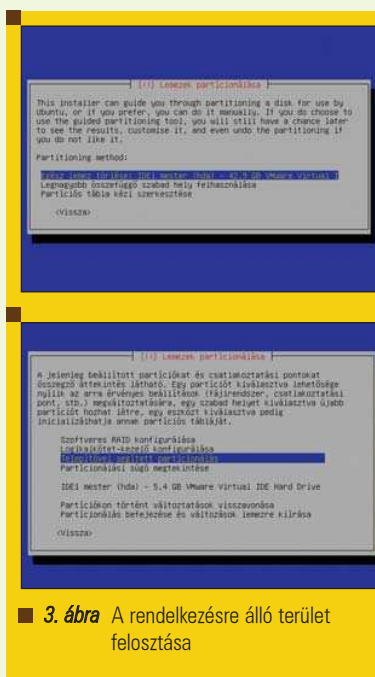 [!!] Lemezek particionálása
This installer can guide you through partitioning a disk for use by
Ubuntu, or if you prefer, you can do it manually. If you do choose to
use the guided partitioning tool, you will still have a chance later
to see the results, customise it, and even undo the partitioning if
you do not like it.
Partitioning method:
Egész lemez törlése: IDE1 mester (hda) - 42.9 GB VMware Virtual I
Legnagyobb összefüggő szabad hely felhasználása
Partíciós tábla kézi szerkesztése
<Vissza>
[!!] Lemezek particionálása
A jelenleg beállított partíciókat és csatlakoztatási pontokat
összegző áttekintés látható. Egy partíciót kiválasztva lehetősége
nyílik az arra érvényes beállítások (fájlrendszer, csatlakoztatási
pont, stb.) megváltoztatására, egy szabad helyet kiválasztva újabb
partíciót hozhat létre, egy eszközt kiválasztva pedig
inicializálhatja annak partíciós tábláját.
Szoftveres RAID konfigurálása
Logikaikötet-kezelő konfigurálása
Telepítővel segített particionálás
Particionálási súgó megtekintése
IDE1 mester (hda) - 5.4 GB VMware Virtual IDE Hard Drive
Partíciókon történt változtatások visszavonása
Particionálás befejezése és változások lemezre kiírása
<Vissza>
3. ábra A rendelkezésre álló terület
felosztása